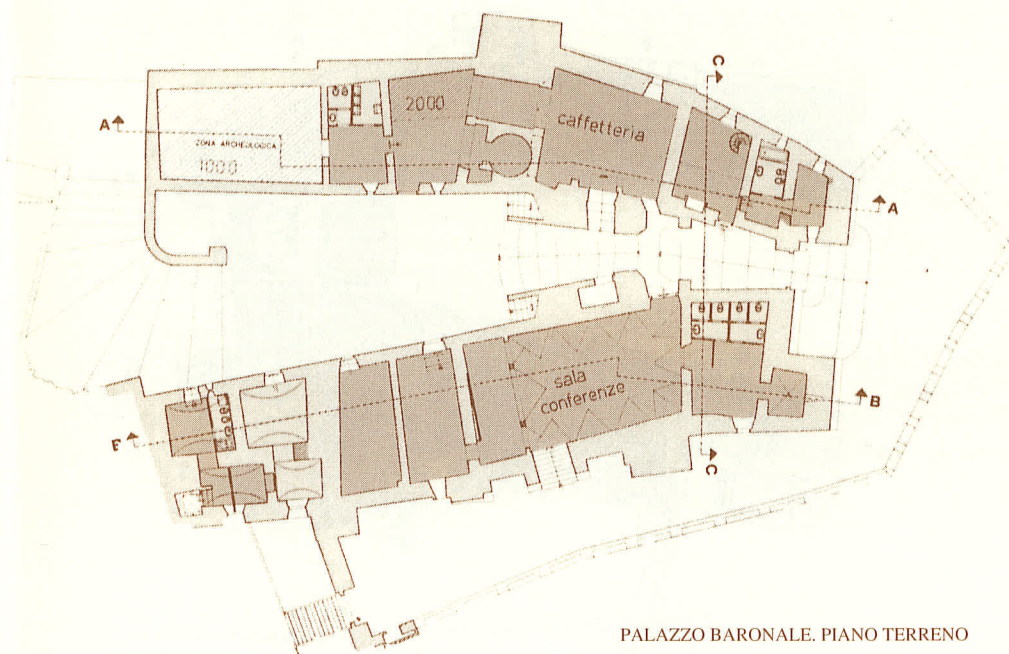 C
2000
caffetteria
A
ZONA ARCHEOLOGICA
1000
A
sala
conferenze
B
E
C
PALAZZO BARONALE. PIANO TERRENO